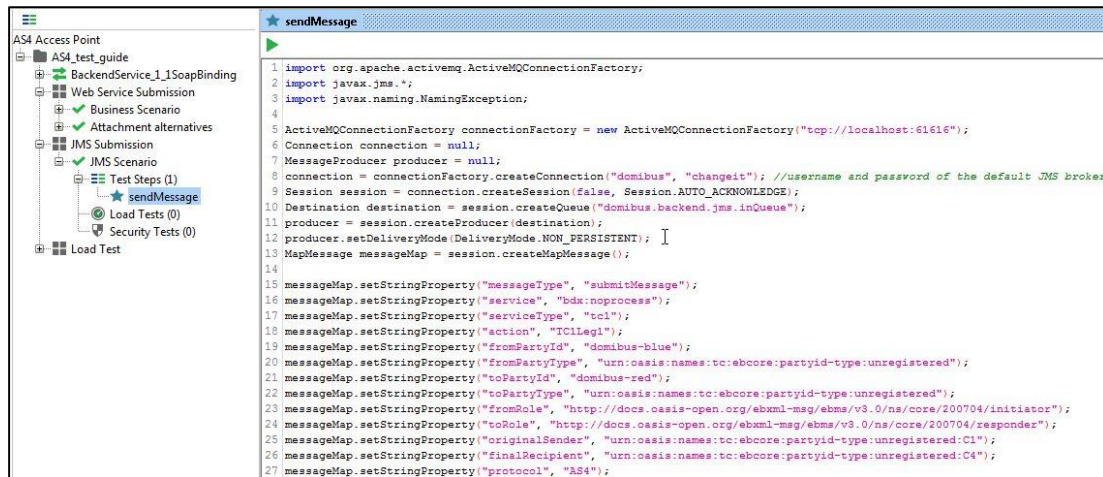 AS4 Access Point
AS4_test_guide
BackendService_1_1SoapBinding
Web Service Submission
Business Scenario
Attachment alternatives
JMS Submission
JMS Scenario
Test Steps (1)
sendMessage
Load Tests (0)
Security Tests (0)
Load Test
sendMessage
1 import org.apache.activemq.ActiveMQConnectionFactory;
2 import javax.jms.*;
3 import javax.naming.NamingException;
4
5 ActiveMQConnectionFactory connectionFactory = new ActiveMQConnectionFactory("tcp://localhost:61616");
6 Connection connection = null;
7 MessageProducer producer = null;
8 connection = connectionFactory.createConnection("domibus", "changeit"); //username and password of the default JMS broker
9 Session session = connection.createSession(false, Session.AUTO_ACKNOWLEDGE);
10 Destination destination = session.createQueue("domibus.backend.jms.inQueue");
11 producer = session.createProducer(destination);
12 producer.setDeliveryMode(DeliveryMode.NON_PERSISTENT);
13 MapMessage messageMap = session.createMapMessage();
14
15 messageMap.setStringProperty("messageType", "submitMessage");
16 messageMap.setStringProperty("service", "bdx:noprocess");
17 messageMap.setStringProperty("serviceType", "tc1");
18 messageMap.setStringProperty("action", "TC1Leg1");
19 messageMap.setStringProperty("fromPartyId", "domibus-blue");
20 messageMap.setStringProperty("fromPartyType", "urn:oasis:names:tc:ebcore:partyid-type:unregistered");
21 messageMap.setStringProperty("toPartyId", "domibus-red");
22 messageMap.setStringProperty("toPartyType", "urn:oasis:names:tc:ebcore:partyid-type:unregistered");
23 messageMap.setStringProperty("fromRole", "http://docs.oasis-open.org/ebxml-msg/ebms/v3.0/ns/core/200704/initiator");
24 messageMap.setStringProperty("toRole", "http://docs.oasis-open.org/ebxml-msg/ebms/v3.0/ns/core/200704/responder");
25 messageMap.setStringProperty("originalSender", "urn:oasis:names:tc:ebcore:partyid-type:unregistered:C1");
26 messageMap.setStringProperty("finalRecipient", "urn:oasis:names:tc:ebcore:partyid-type:unregistered:C4");
27 messageMap.setStringProperty("protocol", "AS4");